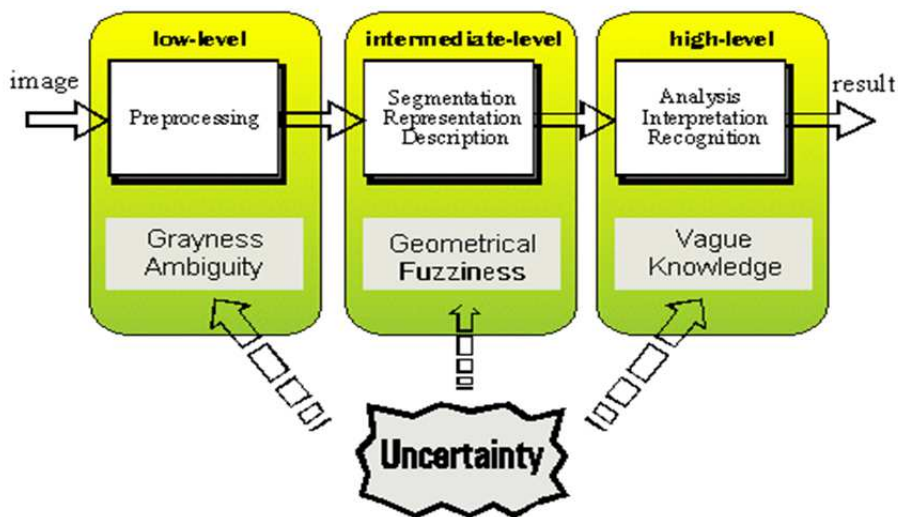 low-level
intermediate-level
high-level
image
result
Preprocessing
Segmentation
Representation
Description
Analysis
Interpretation
Recognition
Grayness
Ambiguity
Geometrical
Fuzziness
Vague
Knowledge
Uncertainty